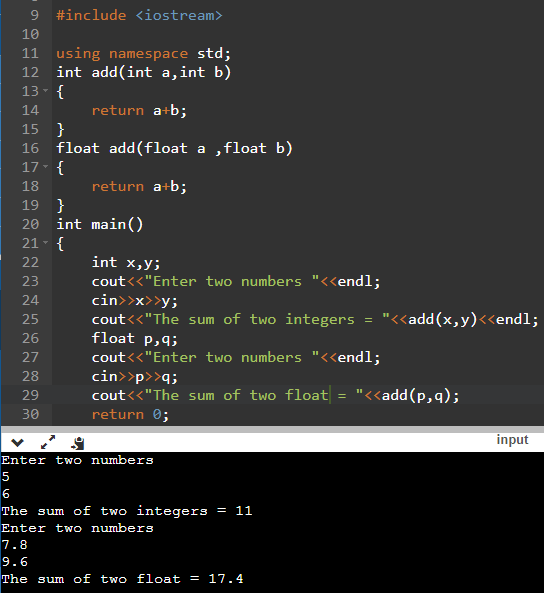 9 #include <iostream>
10
11 using namespace std;
12 int add(int a,int b)
13 {
14     return a+b;
15 }
16 float add(float a ,float b)
17 {
18     return a+b;
19 }
20 int main()
21 {
22     int x,y;
23     cout<<"Enter two numbers "<<endl;
24     cin>>x>>y;
25     cout<<"The sum of two integers = "<<add(x,y)<<endl;
26     float p,q;
27     cout<<"Enter two numbers "<<endl;
28     cin>>p>>q;
29     cout<<"The sum of two float = "<<add(p,q);
30     return 0;
input
Enter two numbers
5
6
The sum of two integers = 11
Enter two numbers
7.8
9.6
The sum of two float = 17.4